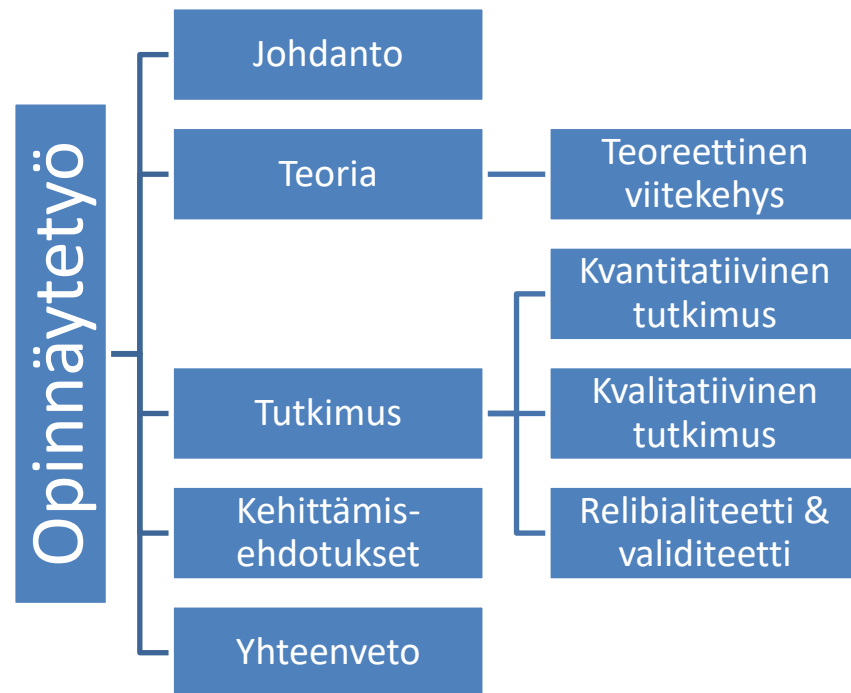 Opinnäytetyö
Johdanto
Teoria
Teoreettinen
viitekehys
Tutkimus
Kvantitatiivinen
tutkimus
Kvalitatiivinen
tutkimus
Relibialiteetti &
validiteetti
Kehittämis-
ehdotukset
Yhteenveto